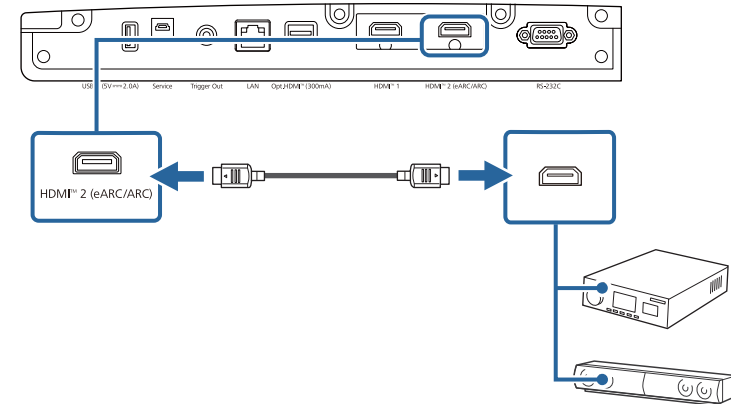 USB (5V⎓2.0A) Service Trigger Out LAN Opt.HDMI™ (300mA) HDMI™ 1 HDMI™ 2 (eARC/ARC) RS-232C
HDMI™ 2 (eARC/ARC)